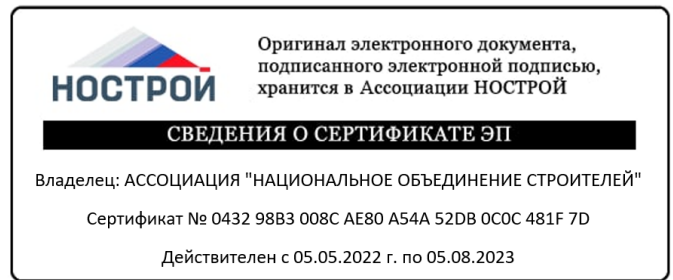 НОСТРОЙ
Оригинал электронного документа,
подписанного электронной подписью,
хранится в Ассоциации НОСТРОЙ
СВЕДЕНИЯ О СЕРТИФИКАТЕ ЭП
Владелец: АССОЦИАЦИЯ "НАЦИОНАЛЬНОЕ ОБЪЕДИНЕНИЕ СТРОИТЕЛЕЙ"
Сертификат № 0432 98B3 008C AE80 A54A 52DB 0C0C 481F 7D
Действителен с 05.05.2022 г. по 05.08.2023